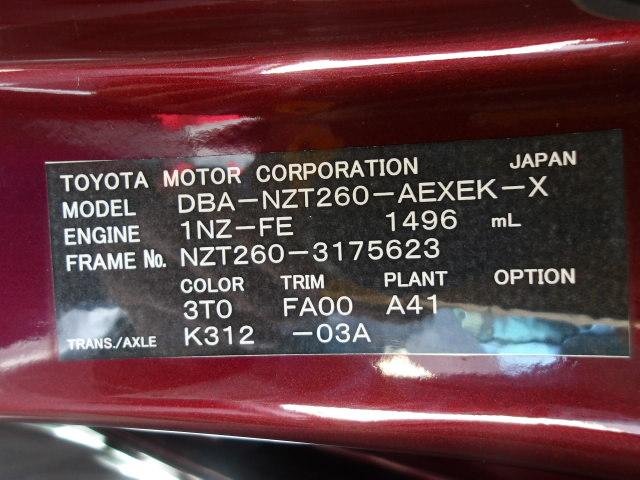 TOYOTA MOTOR CORPORATION JAPAN
MODEL DBA-NZT260-AEXEK-X
ENGINE 1NZ-FE 1496 mL
FRAME No. NZT260-3175623
COLOR TRIM PLANT OPTION
3T0 FA00 A41
TRANS./AXLE K312 -03A